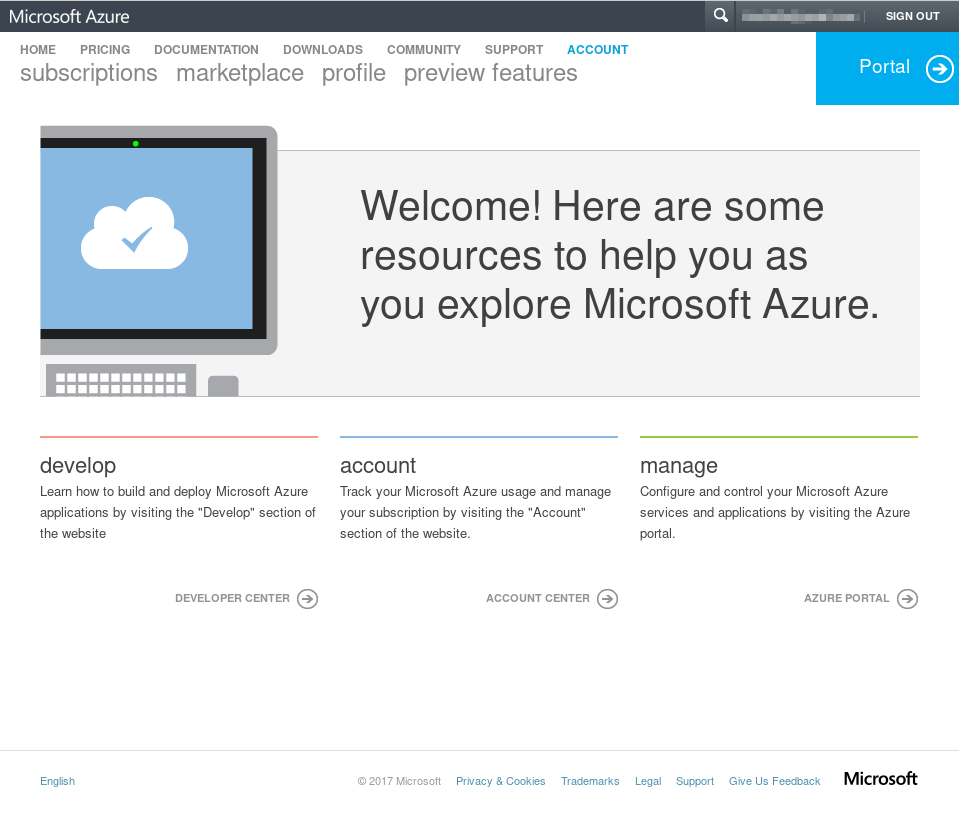 Microsoft Azure SIGN OUT
HOME PRICING DOCUMENTATION DOWNLOADS COMMUNITY SUPPORT ACCOUNT
subscriptions marketplace profile preview features
Portal
Welcome! Here are some
resources to help you as
you explore Microsoft Azure.
develop
Learn how to build and deploy Microsoft Azure
applications by visiting the "Develop" section of
the website
DEVELOPER CENTER
account
Track your Microsoft Azure usage and manage
your subscription by visiting the "Account"
section of the website.
ACCOUNT CENTER
manage
Configure and control your Microsoft Azure
services and applications by visiting the Azure
portal.
AZURE PORTAL
English © 2017 Microsoft Privacy & Cookies Trademarks Legal Support Give Us Feedback Microsoft